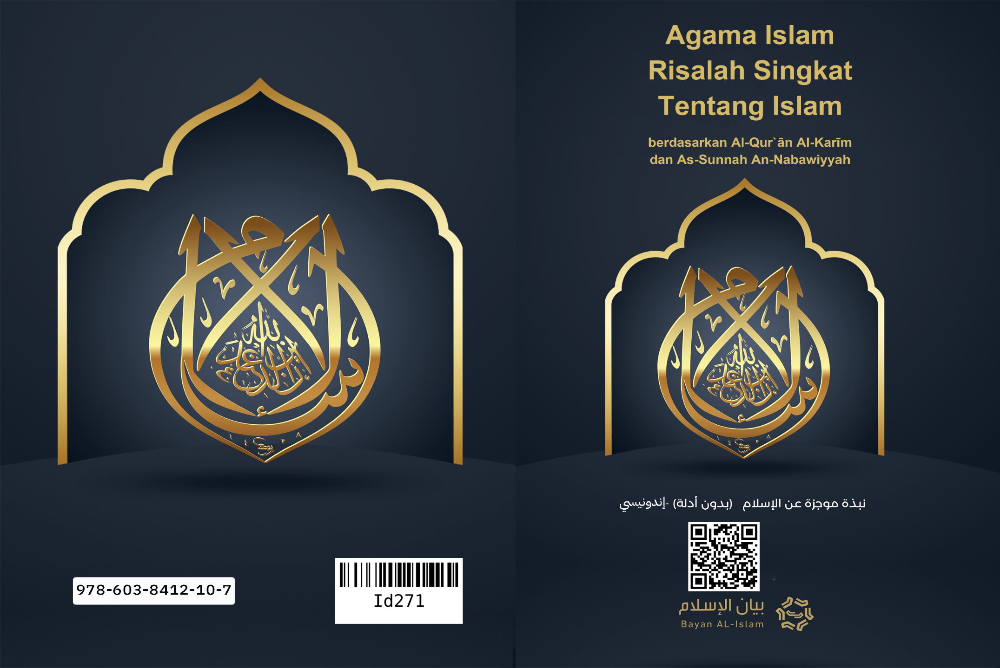 Agama Islam
Risalah Singkat
Tentang Islam
berdasarkan Al-Qur`ān Al-Karīm
dan As-Sunnah An-Nabawiyyah
نبذة موجزة عن الإسلام (بدون أدلة) -إندونيسي
بيان الإسلام
Bayan AL-Islam
978-603-8412-10-7
Id271